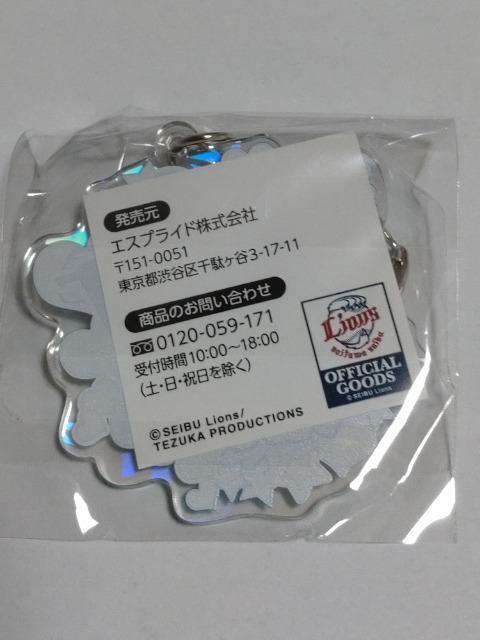 発売元
エスプライド株式会社
〒151-0051
東京都渋谷区千駄ヶ谷3-17-11
商品のお問い合わせ
0120-059-171
受付時間10:00～18:00
(土・日・祝日を除く)
©SEIBU Lions/
TEZUKA PRODUCTIONS
Lions
saitama seibu
OFFICIAL
GOODS
©SEIBU Lions